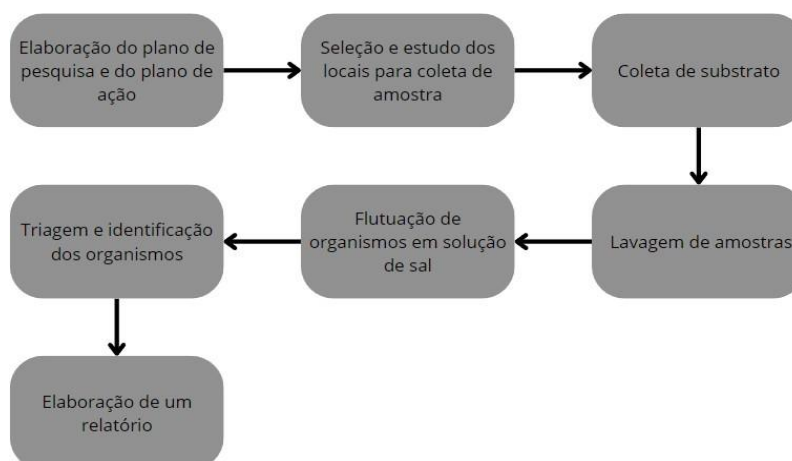 Elaboração do plano de
pesquisa e do plano de
ação
Seleção e estudo dos
locais para coleta de
amostra
Coleta de substrato
Lavagem de amostras
Flutuação de
organismos em solução
de sal
Triagem e identificação
dos organismos
Elaboração de um
relatório